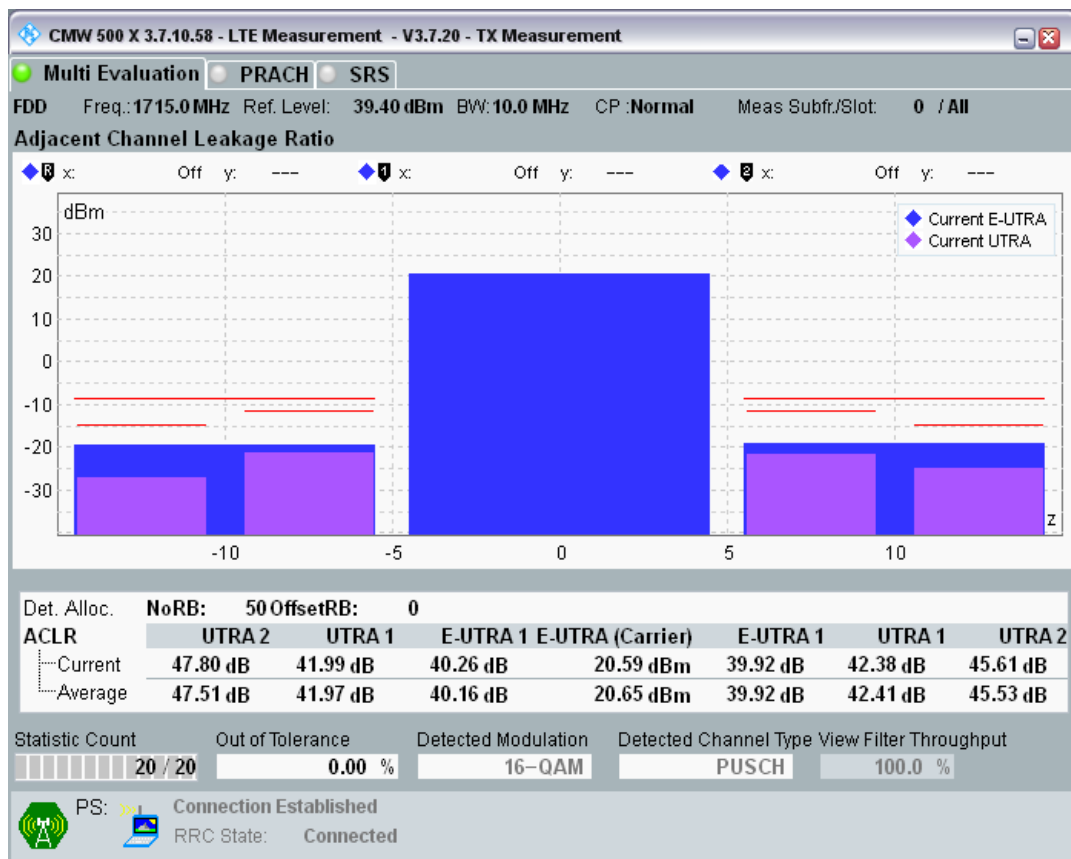 CMW 500 X 3.7.10.58 - LTE Measurement - V3.7.20 - TX Measurement
Multi Evaluation PRACH SRS
FDD Freq.:1715.0 MHz Ref. Level: 39.40 dBm BW: 10.0 MHz CP :Normal Meas Subfr./Slot: 0 / All
Adjacent Channel Leakage Ratio
R x: Off y: --- 1 x: Off y: --- 2 x: Off y: ---
dBm
Current E-UTRA
Current UTRA
30
20
10
0
-10
-20
-30
z
-10 -5 0 5 10
Det. Alloc. NoRB: 50 OffsetRB: 0
ACLR UTRA 2 UTRA 1 E-UTRA 1 E-UTRA (Carrier) E-UTRA 1 UTRA 1 UTRA 2
Current 47.80 dB 41.99 dB 40.26 dB 20.59 dBm 39.92 dB 42.38 dB 45.61 dB
Average 47.51 dB 41.97 dB 40.16 dB 20.65 dBm 39.92 dB 42.41 dB 45.53 dB
Statistic Count Out of Tolerance Detected Modulation Detected Channel Type View Filter Throughput
20 / 20 0.00 % 16-QAM PUSCH 100.0 %
PS: Connection Established
RRC State: Connected